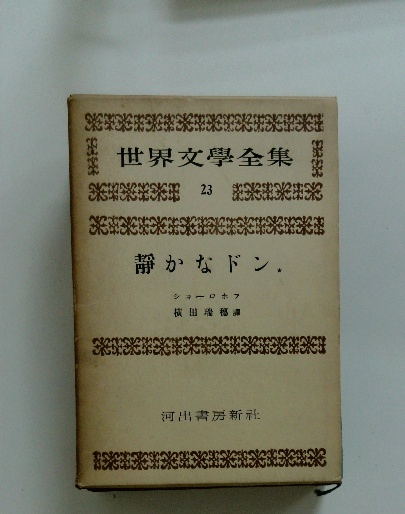 世界文學全集
23
靜かなドン★
ショーロホフ
横田瑞穗譯
河出書房新社